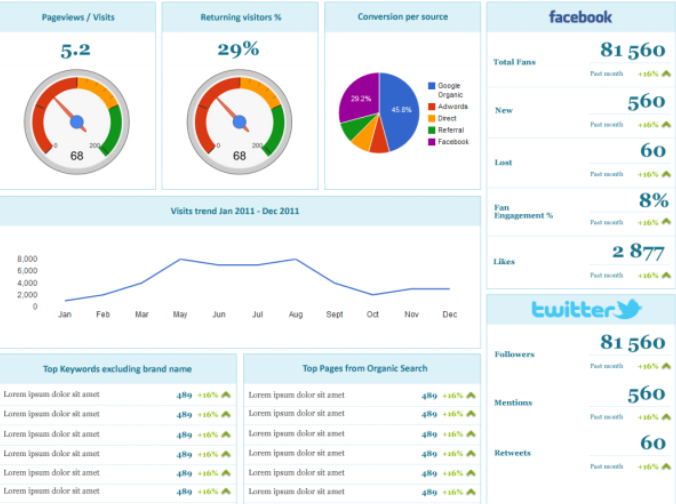 Pageviews / Visits
5.2
0 200
68
Returning visitors %
29%
0 200
68
Conversion per source
29.2%
45.8%
Google
Organic
Adwords
Direct
Referral
Facebook
Visits trend Jan 2011 - Dec 2011
8,000
6,000
4,000
2,000
0
Jan Feb Mar Apr May Jun Jul Aug Sept Oct Nov Dec
Top Keywords excluding brand name
Lorem ipsum dolor sit amet 489 +16%
Lorem ipsum dolor sit amet 489 +16%
Lorem ipsum dolor sit amet 489 +16%
Lorem ipsum dolor sit amet 489 +16%
Lorem ipsum dolor sit amet 489 +16%
Lorem ipsum dolor sit amet 489 +16%
Top Pages from Organic Search
Lorem ipsum dolor sit amet 489 +16%
Lorem ipsum dolor sit amet 489 +16%
Lorem ipsum dolor sit amet 489 +16%
Lorem ipsum dolor sit amet 489 +16%
Lorem ipsum dolor sit amet 489 +16%
Lorem ipsum dolor sit amet 489 +16%
facebook
Total Fans 81 560
Past month +16%
New 560
Past month +16%
Lost 60
Past month +16%
Fan
Engagement % 8%
Past month +16%
Likes 2 877
Past month +16%
twitter
Followers 81 560
Past month +16%
Mentions 560
Past month +16%
Retweets 60
Past month +16%